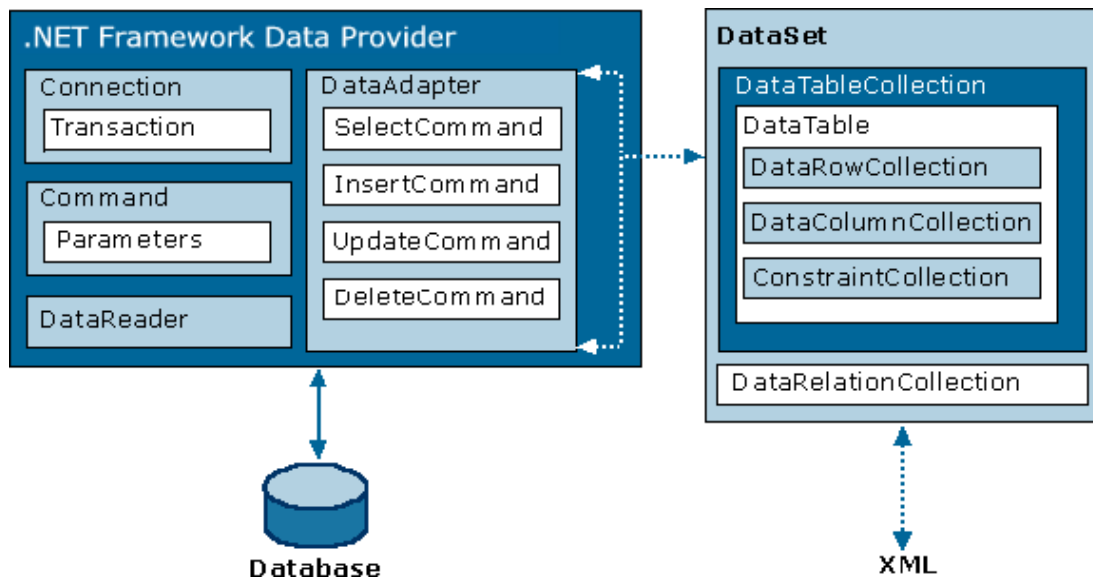 .NET Framework Data Provider
Connection
Transaction
Command
Parameters
DataReader
DataAdapter
SelectCommand
InsertCommand
UpdateCommand
DeleteCommand
Database
DataSet
DataTableCollection
DataTable
DataRowCollection
DataColumnCollection
ConstraintCollection
DataRelationCollection
XML